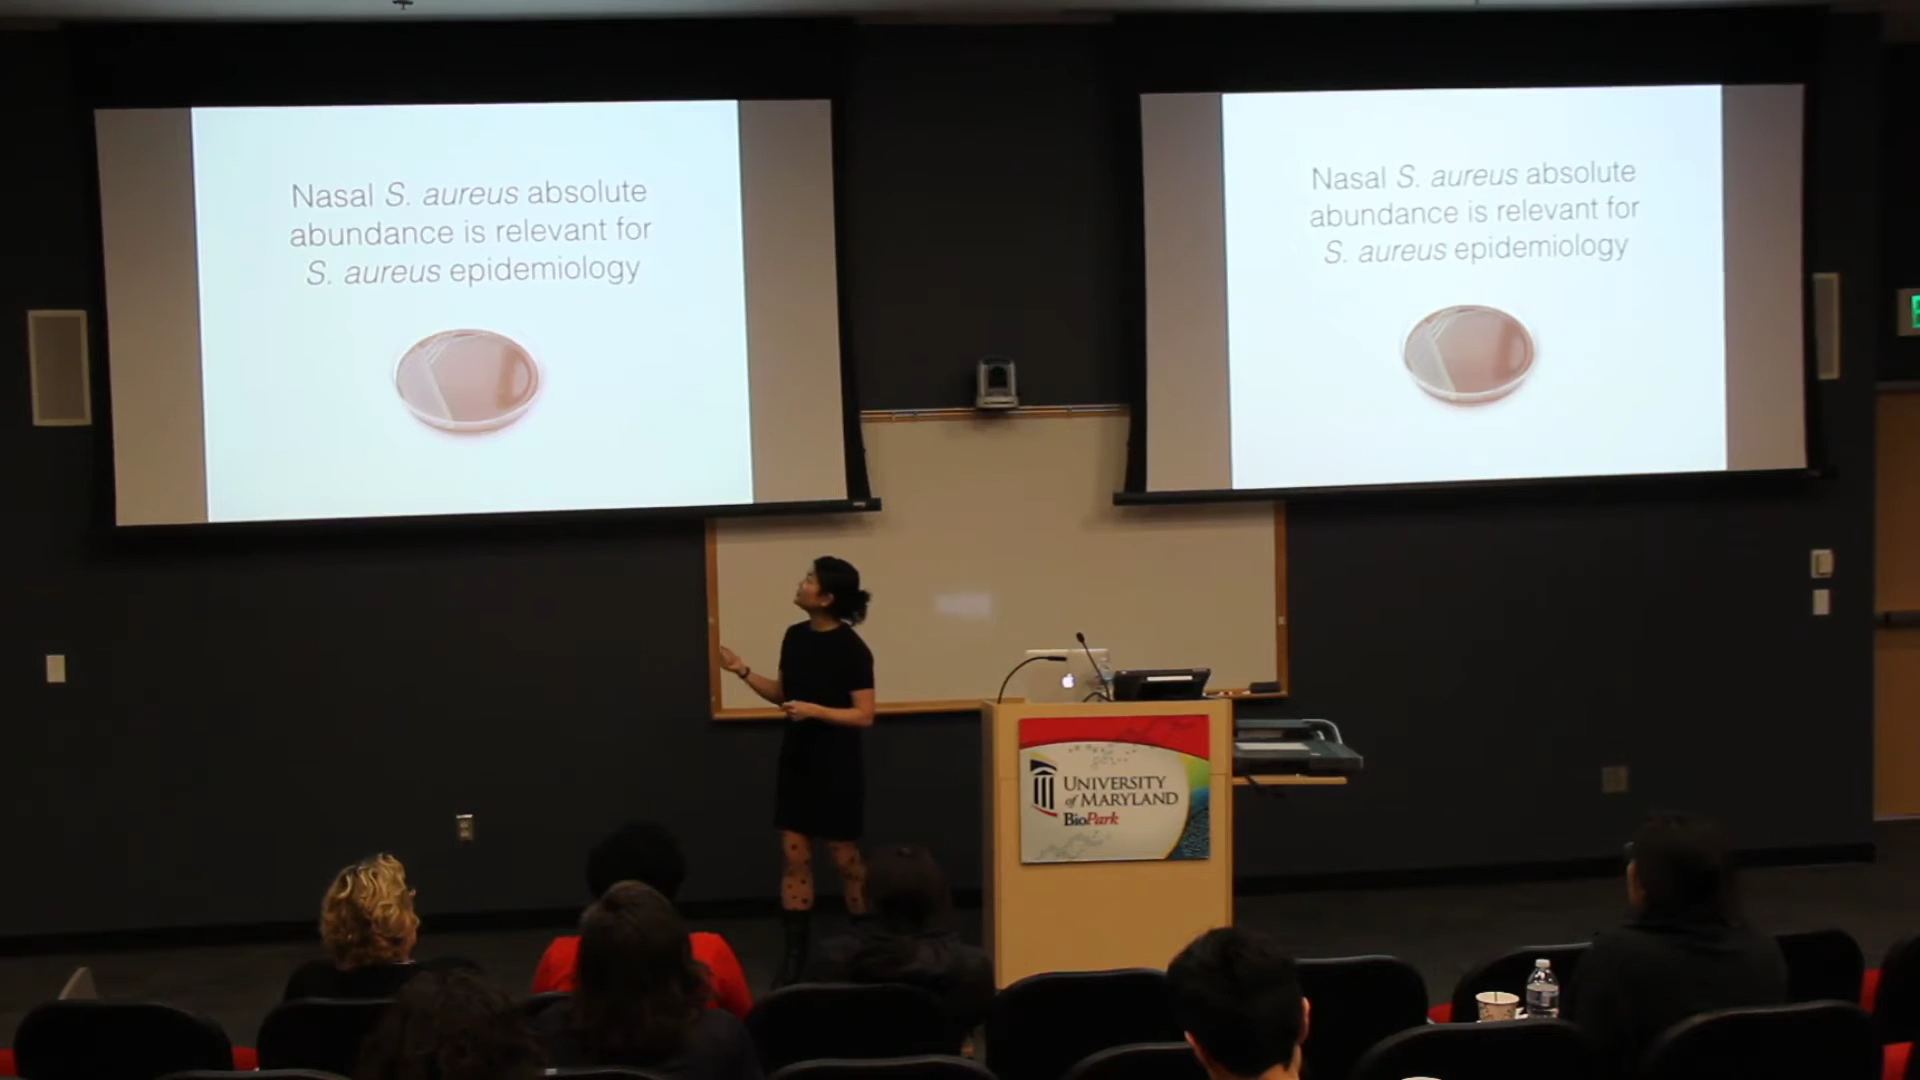 Nasal S. aureus absolute
abundance is relevant for
S. aureus epidemiology
Nasal S. aureus absolute
abundance is relevant for
S. aureus epidemiology
UNIVERSITY
of MARYLAND
BioPark